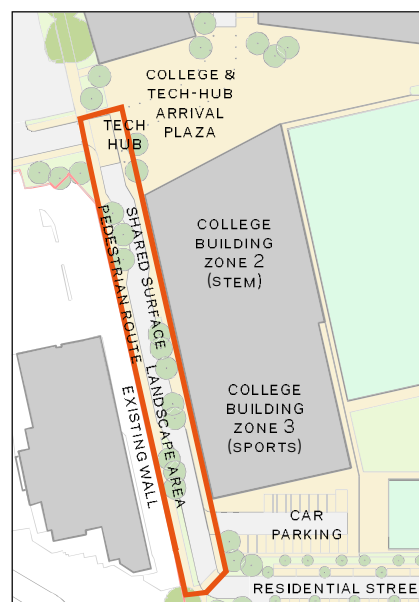 COLLEGE &
TECH-HUB
ARRIVAL
PLAZA
TECH
HUB
SHARED SURFACE
PEDESTRIAN ROUTE
COLLEGE
BUILDING
ZONE 2
(STEM)
LANDSCAPE AREA
EXISTING WALL
COLLEGE
BUILDING
ZONE 3
(SPORTS)
CAR
PARKING
RESIDENTIAL STREE